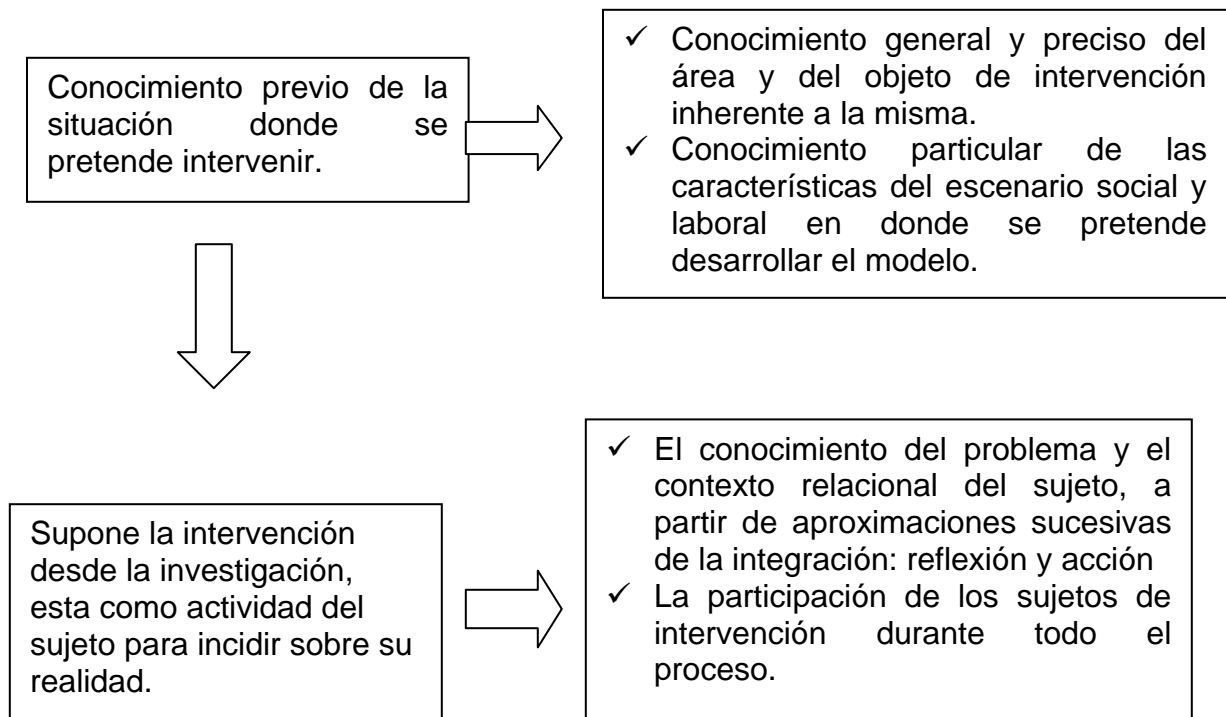 Conocimiento previo de la
situación donde se
pretende intervenir.
✓ Conocimiento general y preciso del
área y del objeto de intervención
inherente a la misma.
✓ Conocimiento particular de las
características del escenario social y
laboral en donde se pretende
desarrollar el modelo.
Supone la intervención
desde la investigación,
esta como actividad del
sujeto para incidir sobre su
realidad.
✓ El conocimiento del problema y el
contexto relacional del sujeto, a
partir de aproximaciones sucesivas
de la integración: reflexión y acción
✓ La participación de los sujetos de
intervención durante todo el
proceso.